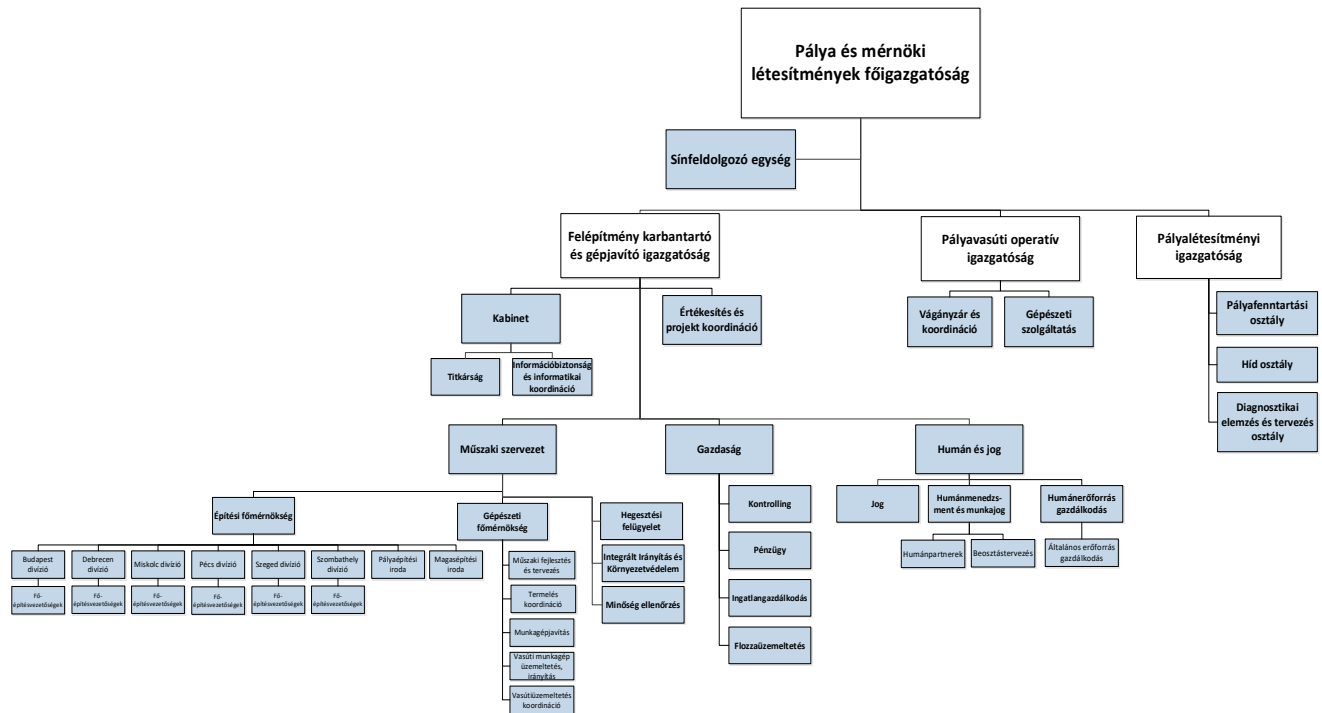 Pálya és mérnöki
létesítmények főigazgatóság
Sínfeldolgozó egység
Felépítmény karbantartó
és gépjavító igazgatóság
Pályavasúti operatív
igazgatóság
Pályalétesítményi
igazgatóság
Kabinet
Értékesítés és
projekt koordináció
Titkárság
Információbiztonság
és informatikai
koordináció
Vágányzár és
koordináció
Gépészeti
szolgáltatás
Pályafenntartási
osztály
Híd osztály
Diagnosztikai
elemzés és tervezés
osztály
Műszaki szervezet
Gazdaság
Humán és jog
Építési főmérnökség
Gépészeti
főmérnökség
Hegesztési
felügyelet
Integrált Irányítás és
Környezetvédelem
Minőség ellenőrzés
Budapest
divízió
Debrecen
divízió
Miskolc divízió
Pécs divízió
Szeged divízió
Szombathely
divízió
Pályaépítési
iroda
Magasépítési
iroda
Fő-
építésvezetőségek
Fő-
építésvezetőségek
Fő-
építésvezetőségek
Fő-
építésvezetőségek
Fő-
építésvezetőségek
Fő-
építésvezetőségek
Műszaki fejlesztés
és tervezés
Termelés
koordináció
Munkagépjavítás
Vasúti munkagép
üzemeltetés,
irányítás
Vasútiüzemeltetés
koordináció
Kontrolling
Pénzügy
Ingatlangazdálkodás
Flozzaüzemeltetés
Jog
Humánmenedzs-
ment és munkajog
Humánerőforrás
gazdálkodás
Humánpartnerek
Beosztástervezés
Általános erőforrás
gazdálkodás